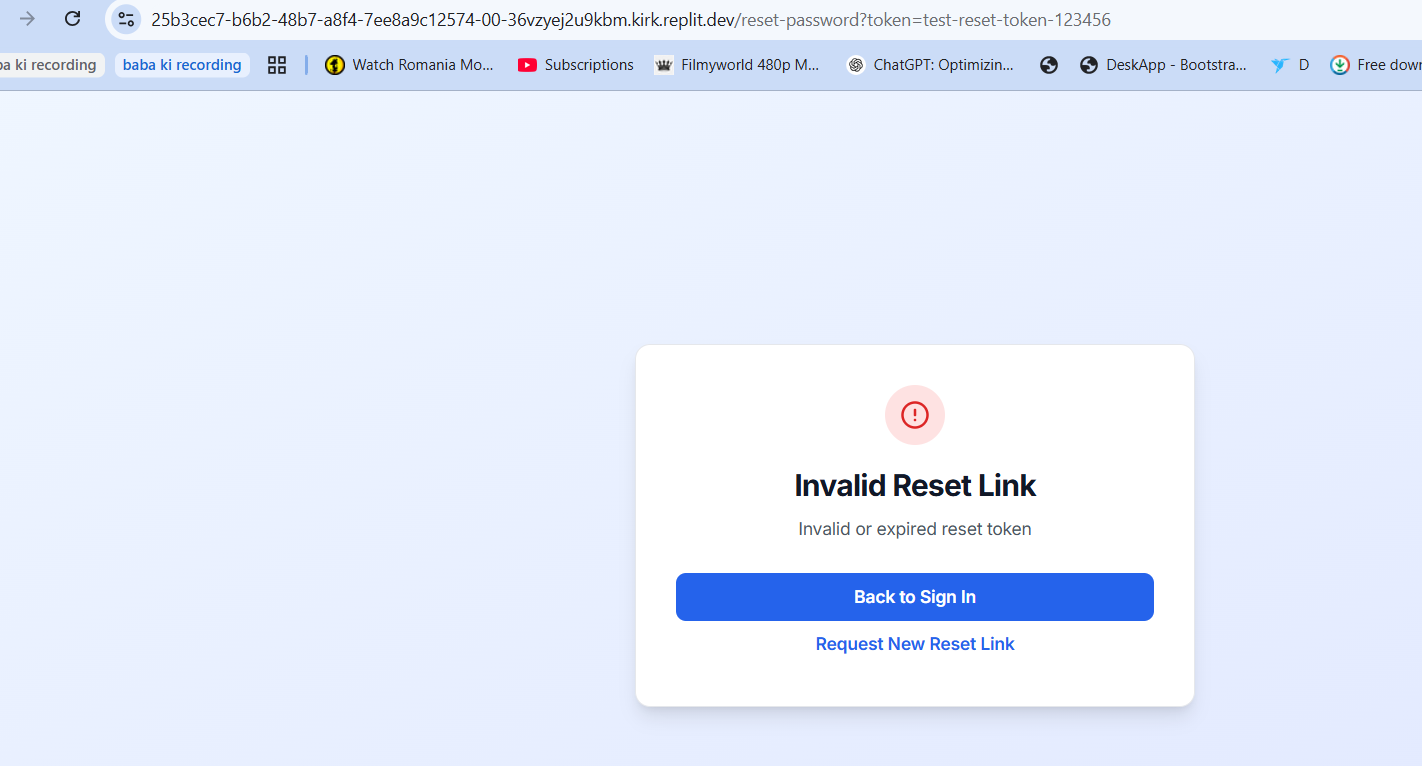 25b3cec7-b6b2-48b7-a8f4-7ee8a9c12574-00-36vzyej2u9kbm.kirk.replit.dev/reset-password?token=test-reset-token-123456
ba ki recording baba ki recording Watch Romania Mo... Subscriptions Filmyworld 480p M... ChatGPT: Optimizin... DeskApp - Bootstra... D Free down
Invalid Reset Link
Invalid or expired reset token
Back to Sign In
Request New Reset Link